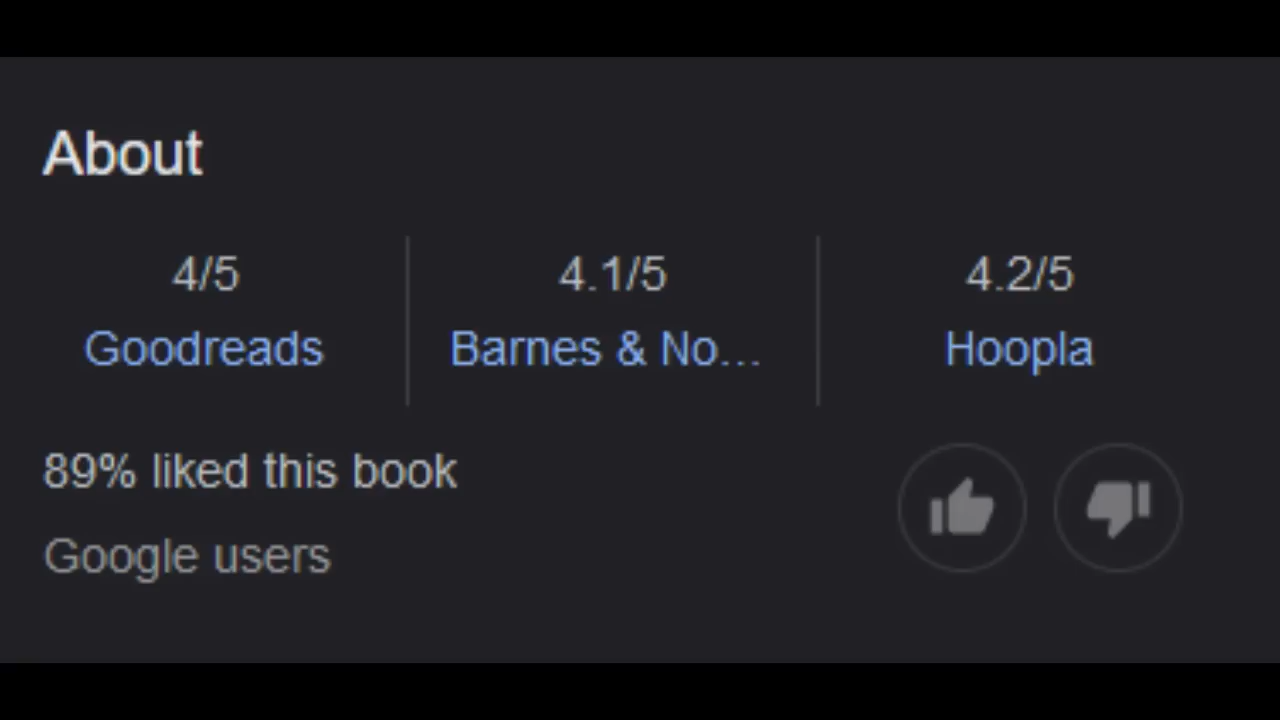 About
4/5
4.1/5
4.2/5
Goodreads
Barnes & No...
Hoopla
89% liked this book
Google users